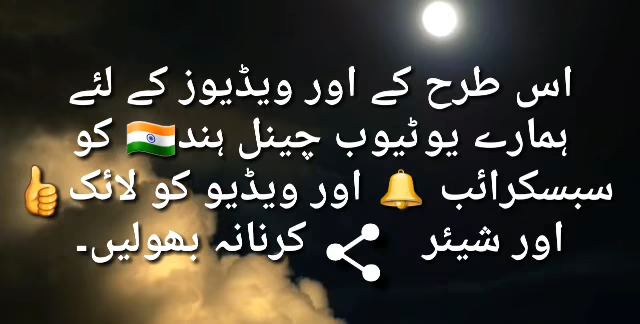 اس طرح کے اور ویڈیوز کے لئے
ہمارے یوٹیوب چینل ہند🇮🇳 کو
سبسکرائب 🔔 اور ویڈیو کو لائک👍
اور شیئر کرنانہ بھولیں۔